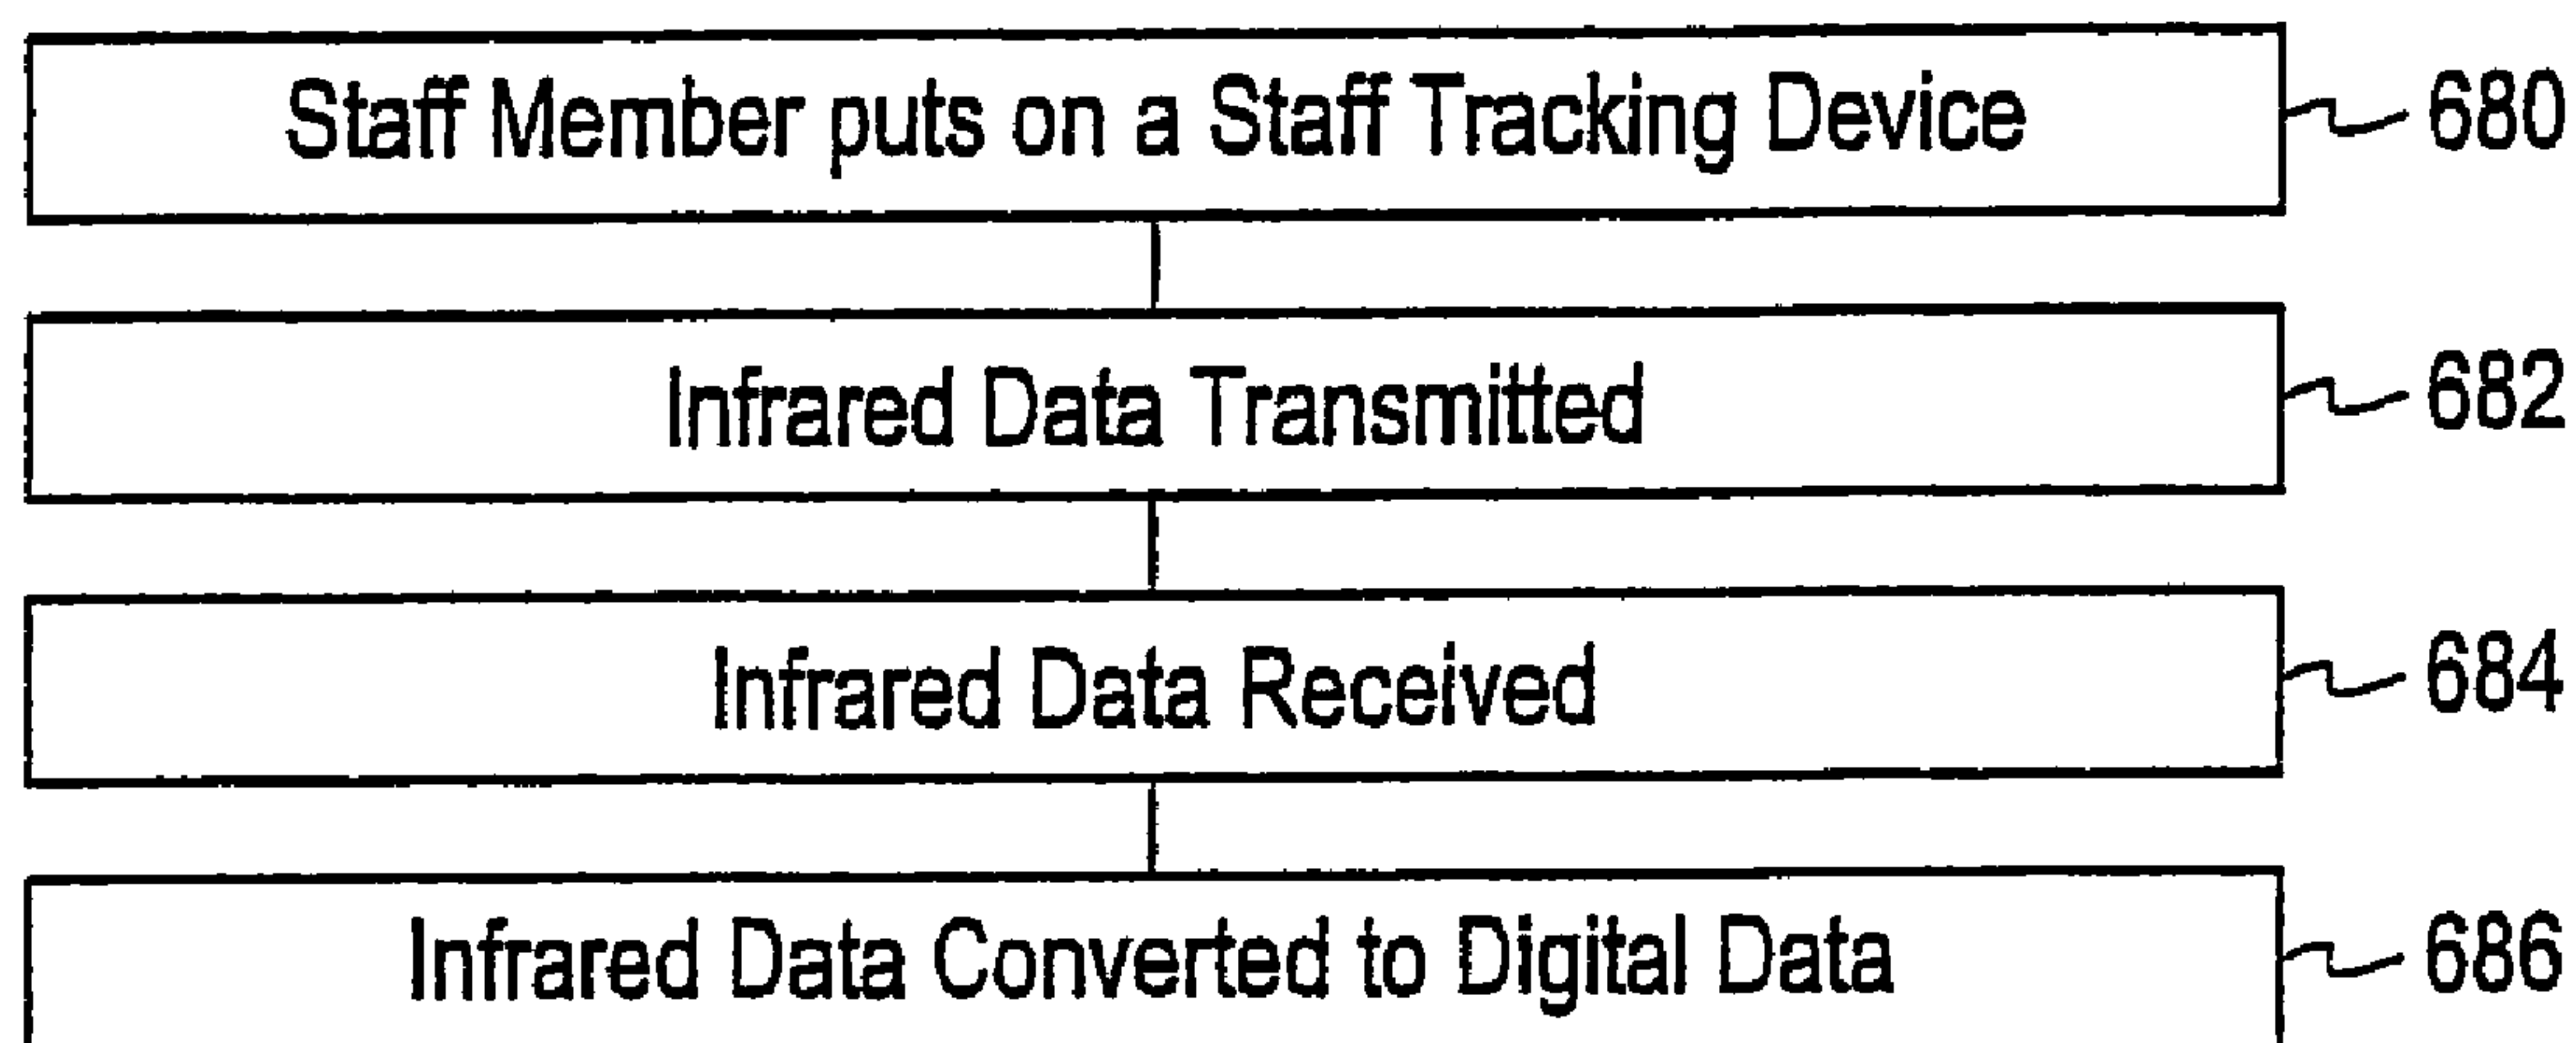 Staff Member puts on a Staff Tracking Device 680
Infrared Data Transmitted 682
Infrared Data Received 684
Infrared Data Converted to Digital Data 686